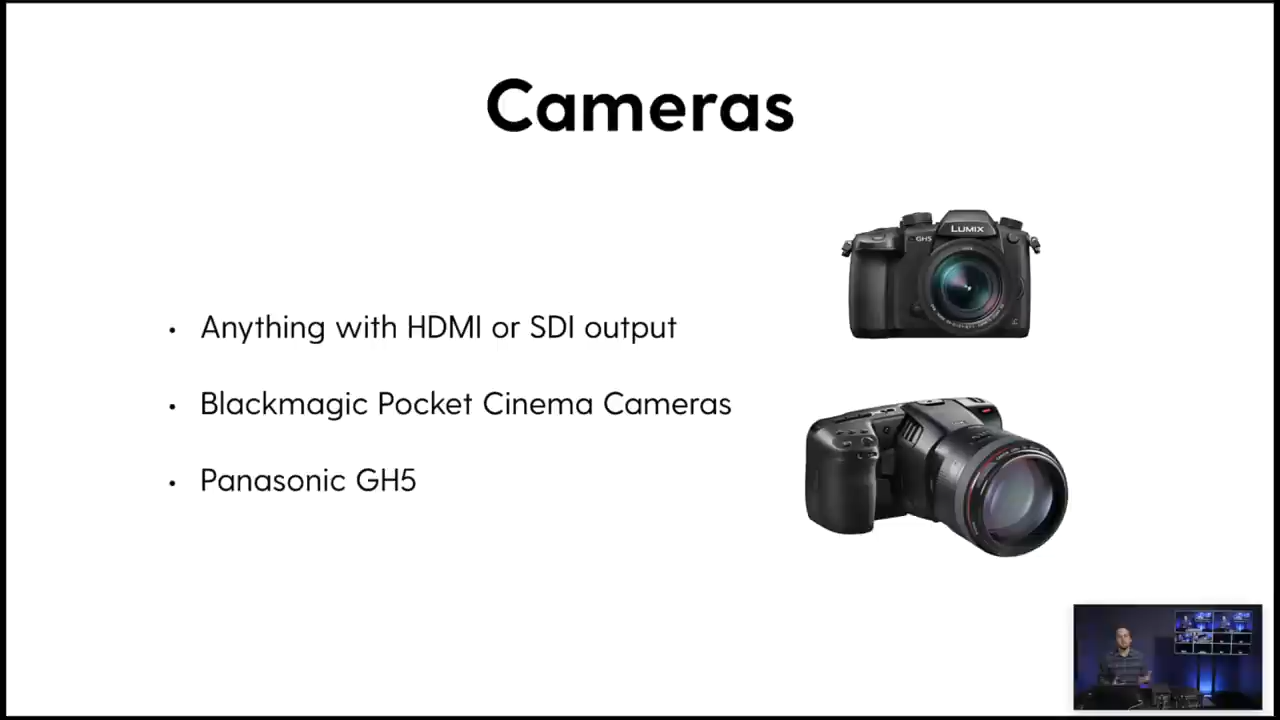 Cameras
LUMIX
GH5
• Anything with HDMI or SDI output
• Blackmagic Pocket Cinema Cameras
• Panasonic GH5